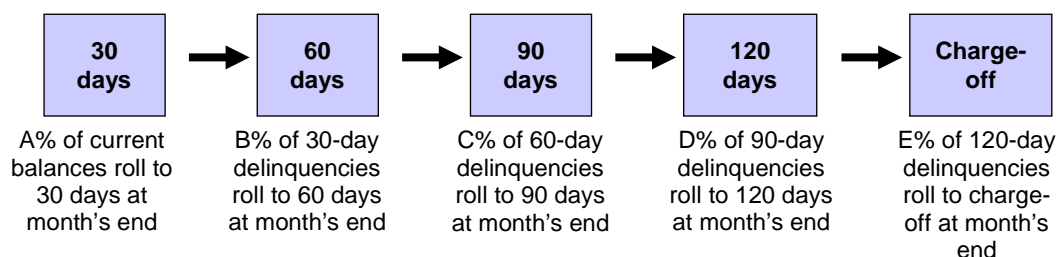 30
days
60
days
90
days
120
days
Charge-
off
A% of current
balances roll to
30 days at
month's end
B% of 30-day
delinquencies
roll to 60 days
at month's end
C% of 60-day
delinquencies
roll to 90 days
at month's end
D% of 90-day
delinquencies
roll to 120 days
at month's end
E% of 120-day
delinquencies
roll to charge-
off at month's
end